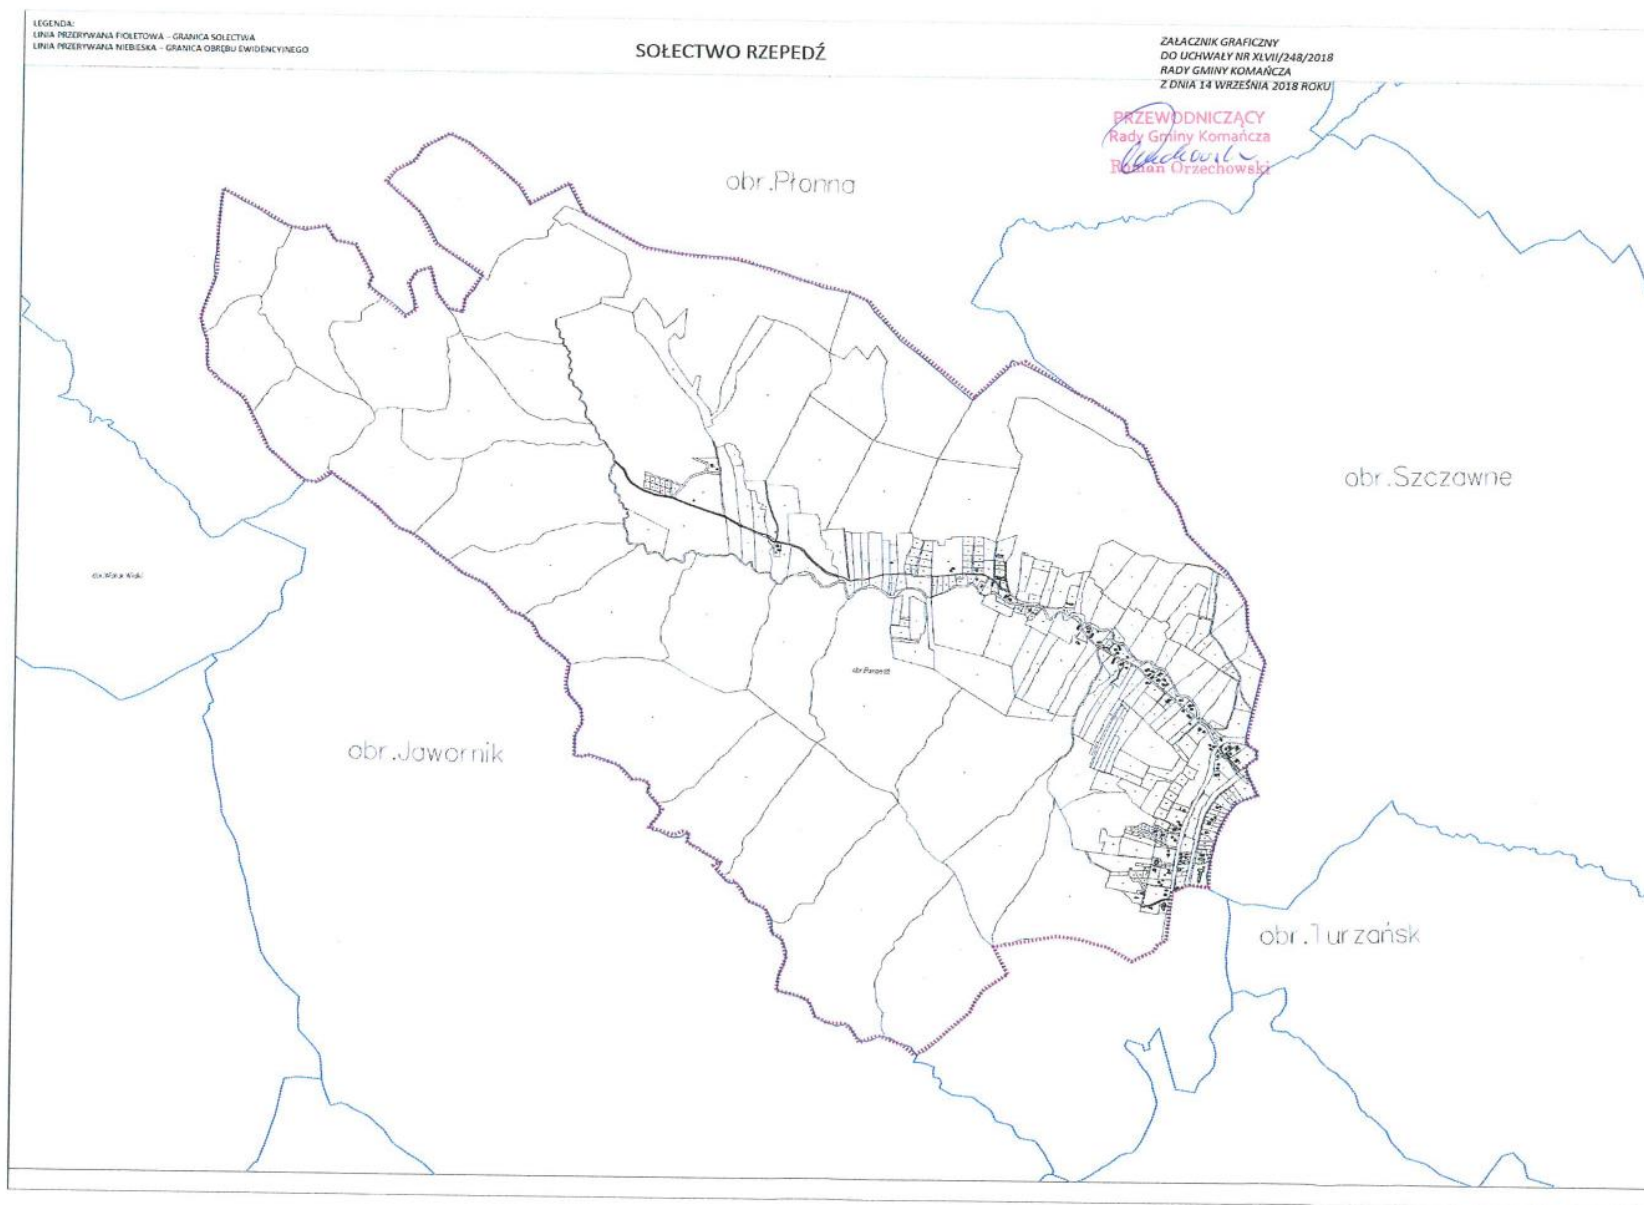 LEGENDA:
LINIA PRZERYWANA FIOLETOWA – GRANICA SOŁECTWA
LINIA PRZERYWANA NIEBIESKA – GRANICA OBRĘBU EWIDENCYJNEGO
SOŁECTWO RZEPEDŹ
ZAŁACZNIK GRAFICZNY
DO UCHWAŁY NR XLVII/248/2018
RADY GMINY KOMAŃCZA
Z DNIA 14 WRZEŚNIA 2018 ROKU
PRZEWODNICZĄCY
Rady Gminy Komańcza
Roman Orzechowski
obr.Płonna
obr.Szczawne
obr.Jawornik
obr.Turzańsk